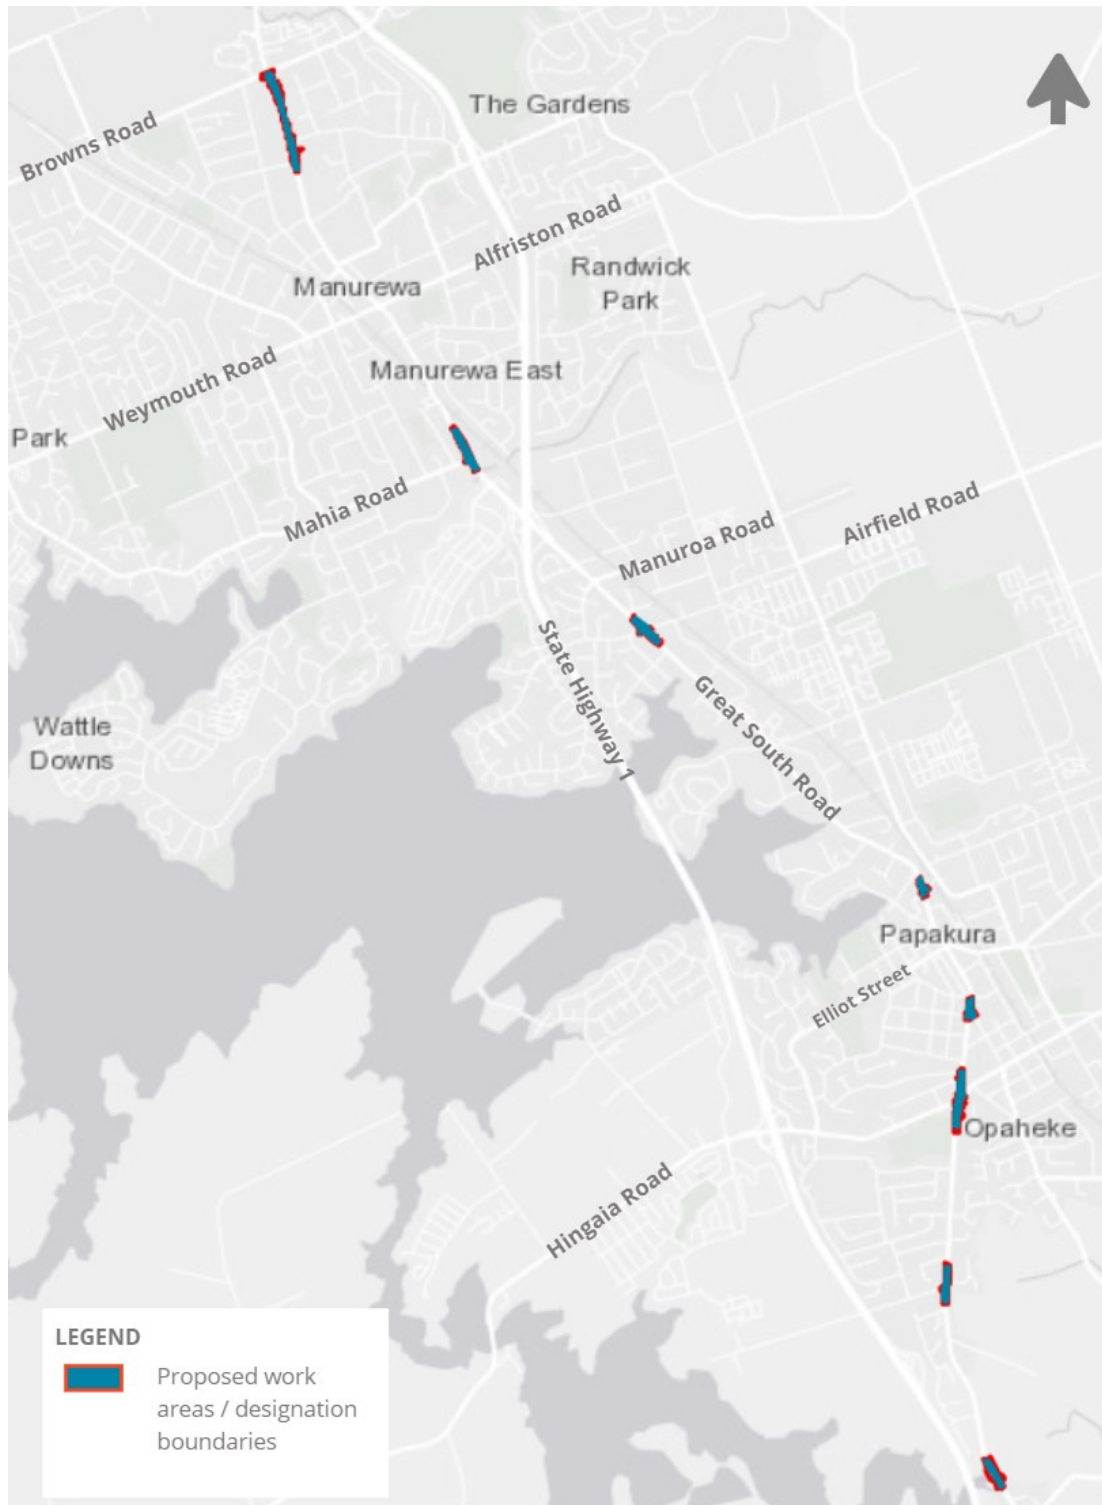 The Gardens
Browns Road
Alfriston Road
Randwick
Park
Manurewa
Manurewa East
Weymouth Road
Park
Mahia Road
Airfield Road
Manuroa Road
State Highway 1
Great South Road
Wattle
Downs
Papakura
Elliot Street
Opaheke
Hingaia Road
LEGEND
Proposed work
areas / designation
boundaries